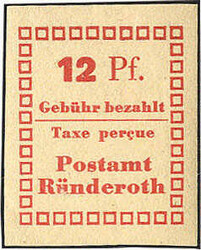 12 Pf.
Gebühr bezahlt
Taxe perçue
Postamt
Ründeroth